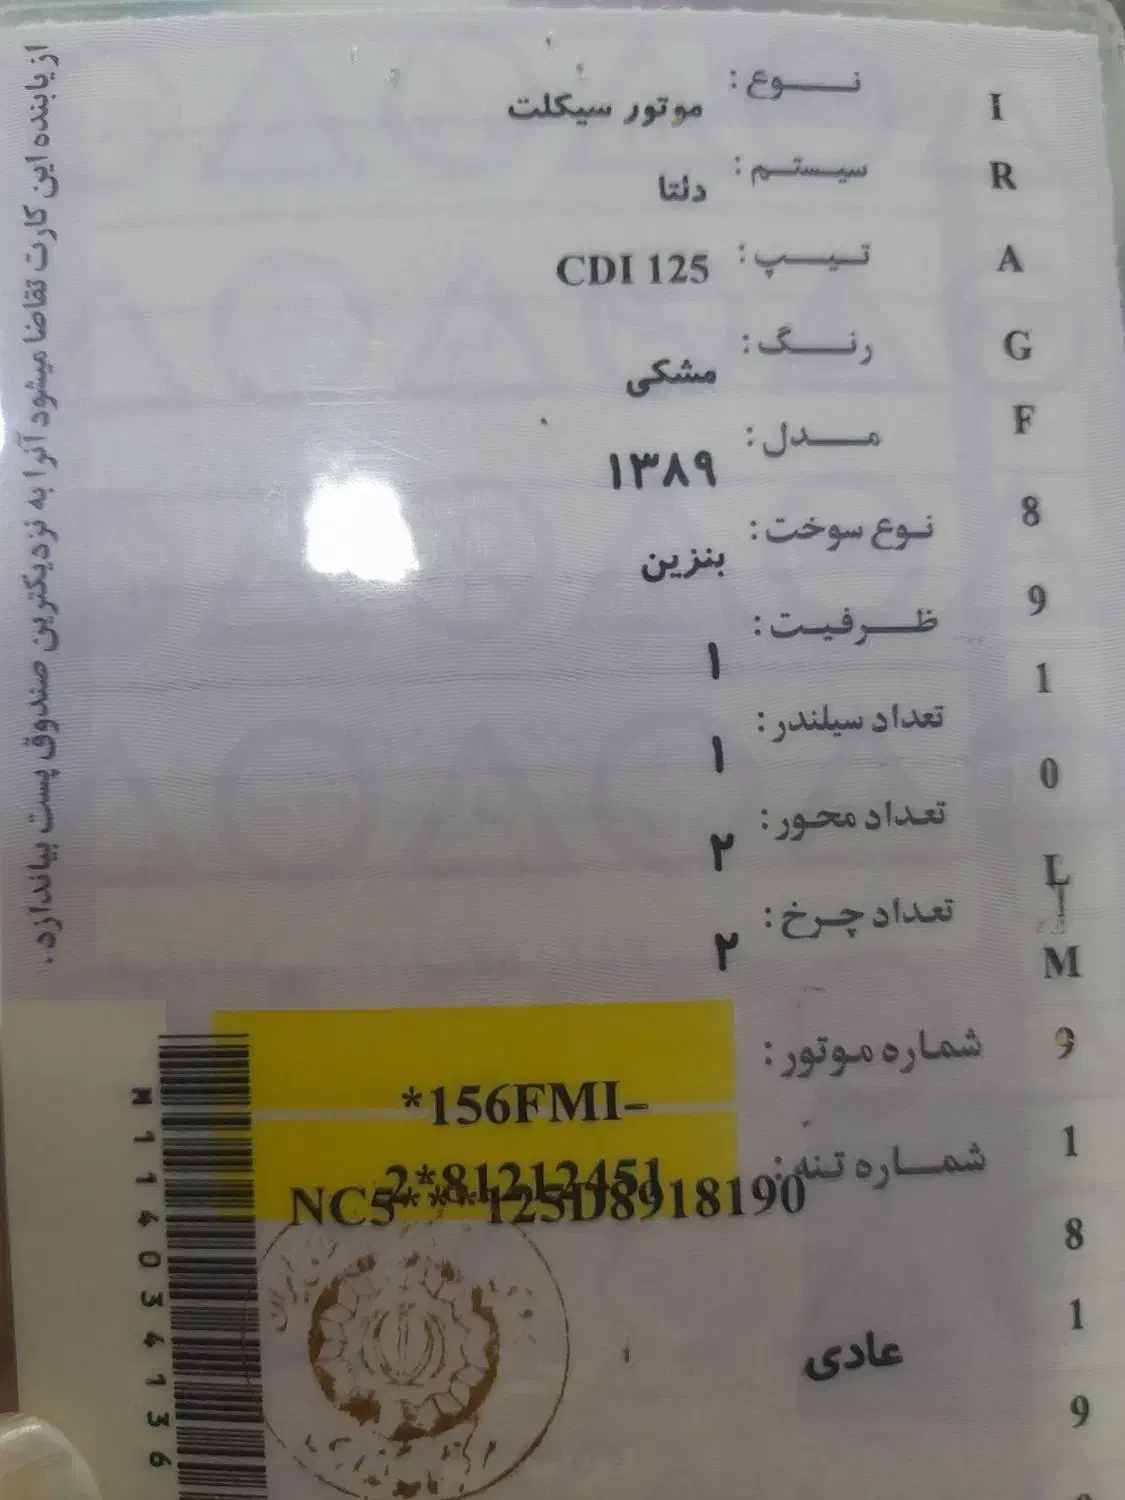 نوع:
موتور سیکلت
سیستم:
دلتا
تیپ:
CDI 125
رنگ:
مشکی
مدل:
۱۳۸۹
نوع سوخت:
بنزین
ظرفیت:
۱
تعداد سیلندر:
۱
تعداد محور:
۲
تعداد چرخ:
۲
شماره موتور:
*156FMI-
2*81212451
شماره تنه:
NC5***125D8918190
عادی
I
R
A
G
F
8
9
1
0
L
M
9
1
8
1
9
از یابنده این کارت تقاضا میشود آنرا به نزدیکترین صندوق پست بیاندازد.
M114034136